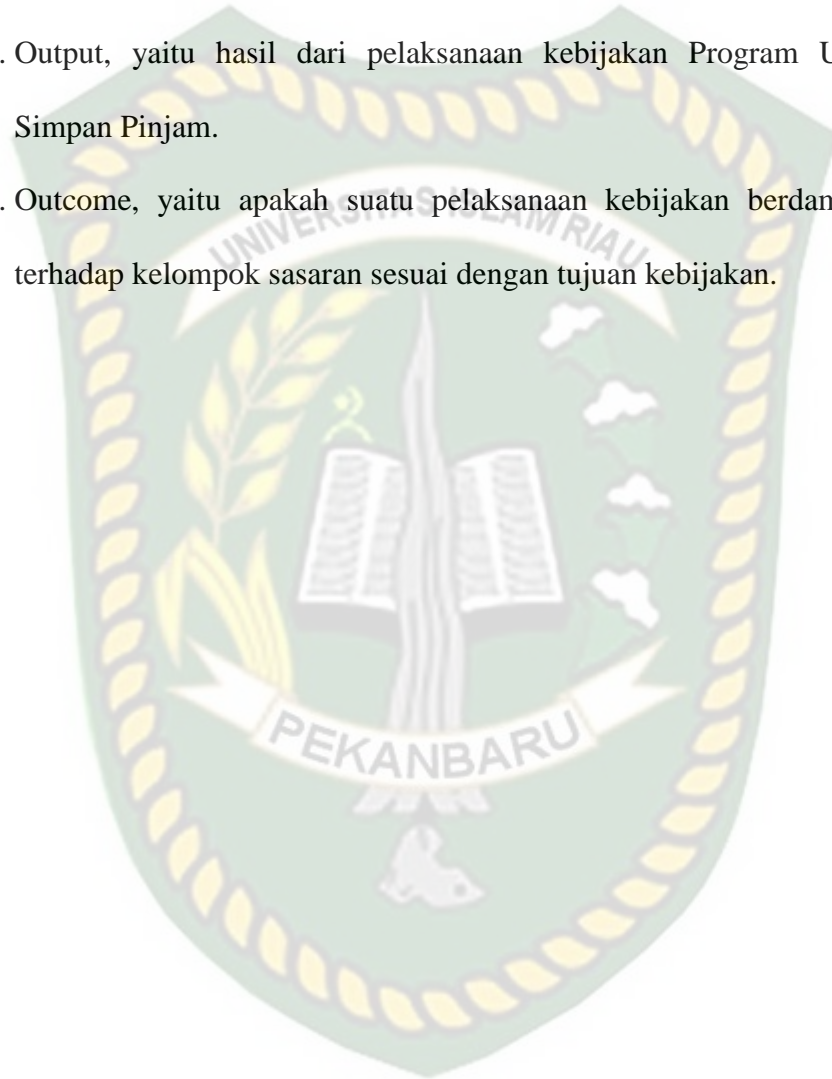 . Output, yaitu hasil dari pelaksanaan kebijakan Program U
Simpan Pinjam.
. Outcome, yaitu apakah suatu pelaksanaan kebijakan berdam
terhadap kelompok sasaran sesuai dengan tujuan kebijakan.
UNIVERSITAS ISLAM RIAU
PEKANBARU